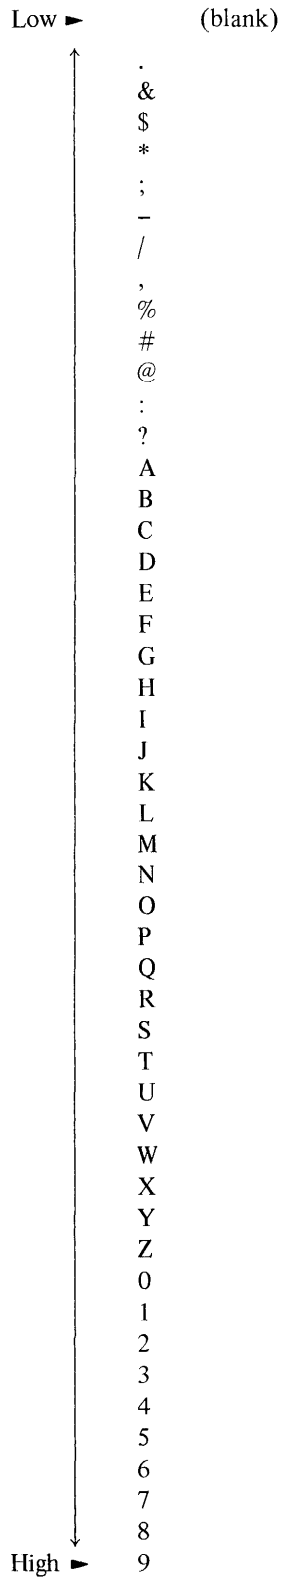 Low ► (blank)
.
&
$
*
;
–
/
,
%
#
@
:
?
A
B
C
D
E
F
G
H
I
J
K
L
M
N
O
P
Q
R
S
T
U
V
W
X
Y
Z
0
1
2
3
4
5
6
7
8
High ► 9